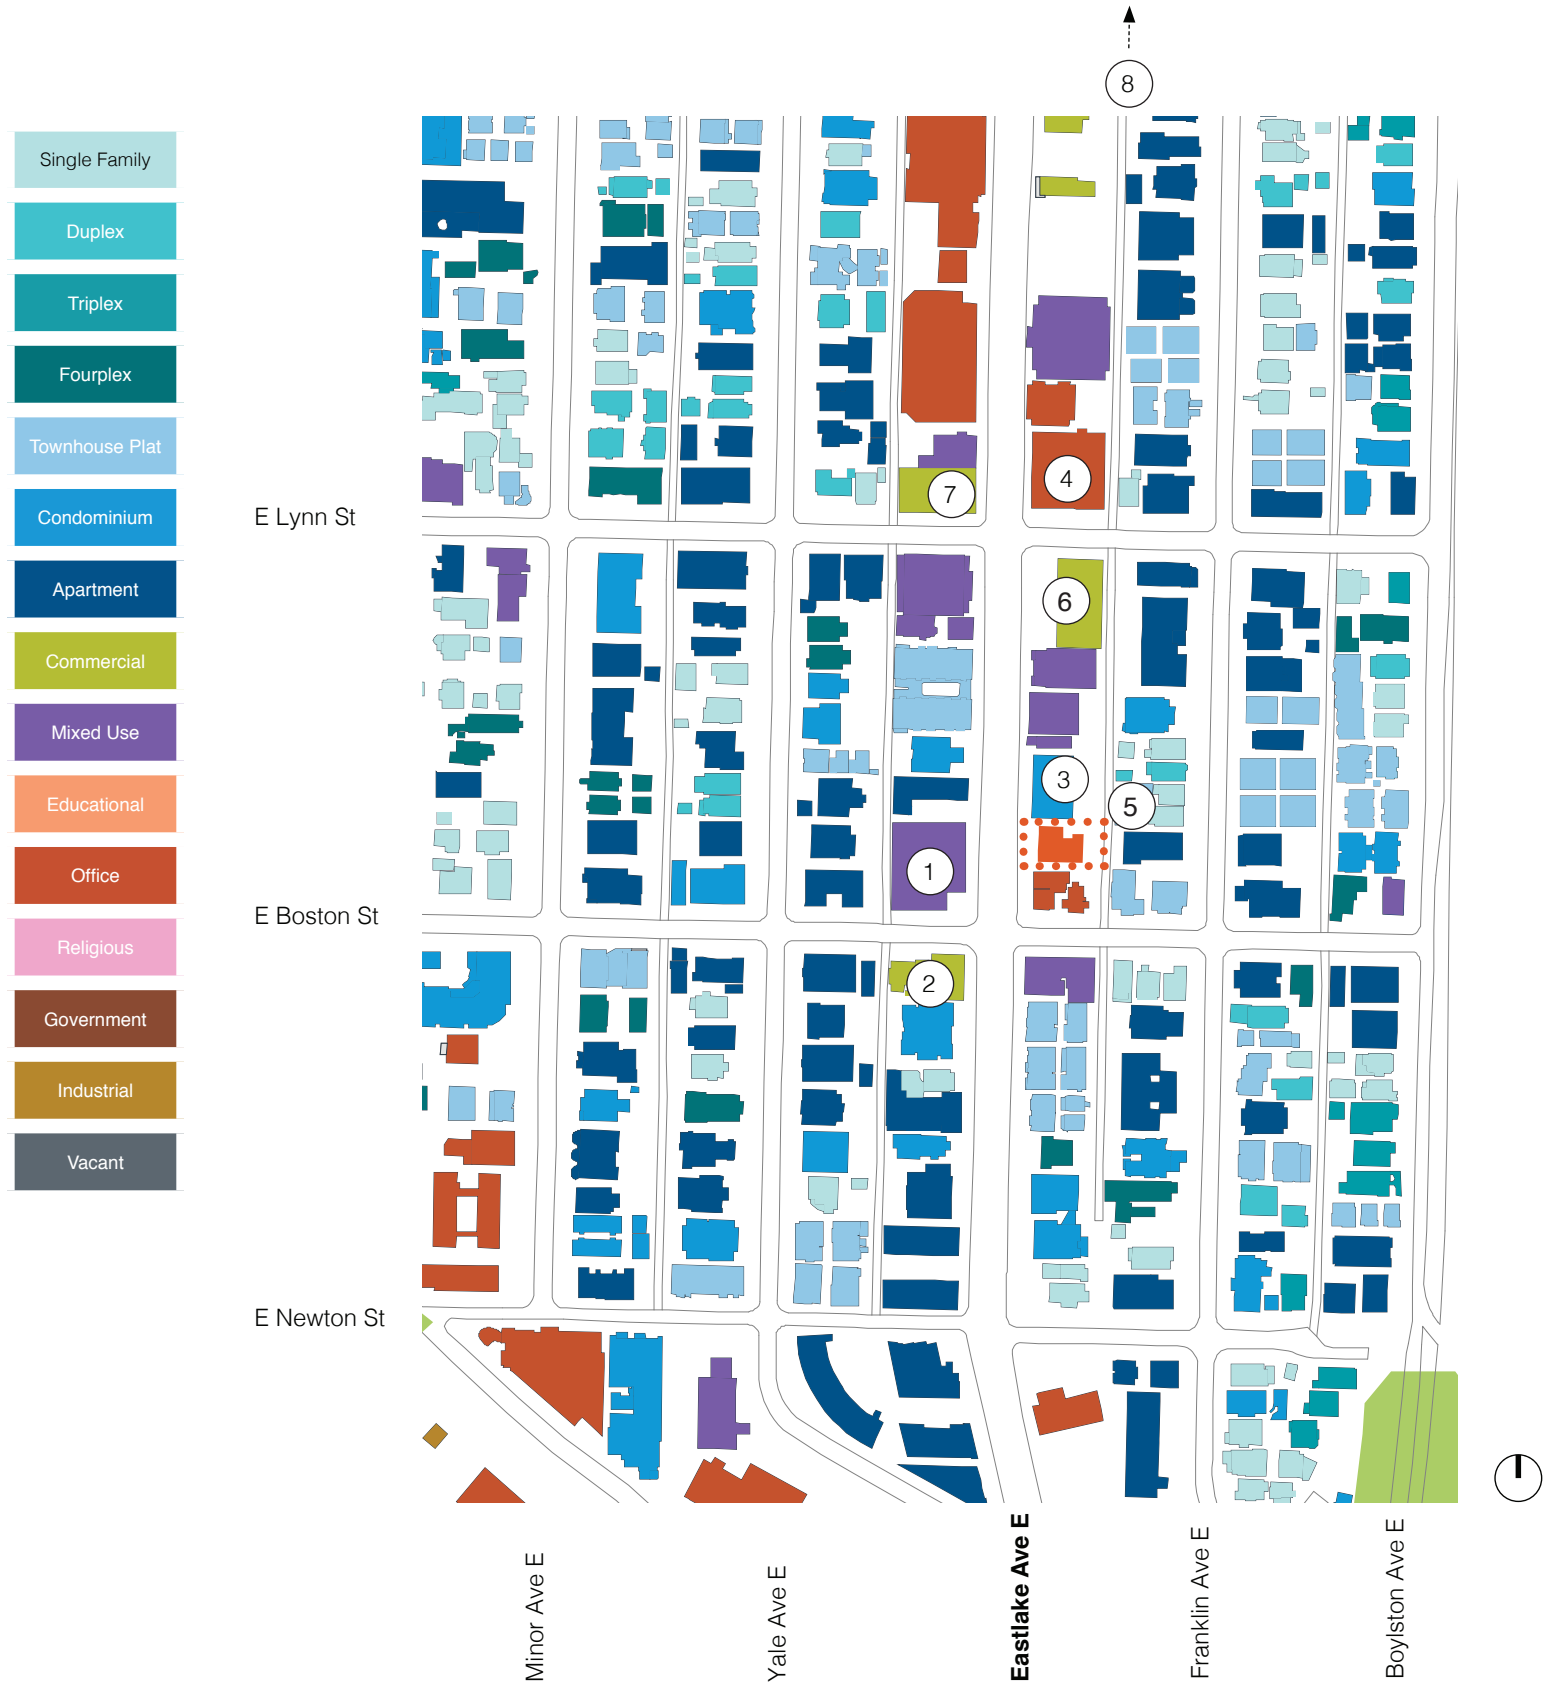 8
Single Family
Duplex
Triplex
Fourplex
Townhouse Plat
Condominium
Apartment
Commercial
Mixed Use
Educational
Office
Religious
Government
Industrial
Vacant
E Lynn St
E Boston St
E Newton St
4
7
6
3
5
1
2
Minor Ave E
Yale Ave E
Eastlake Ave E
Franklin Ave E
Boylston Ave E